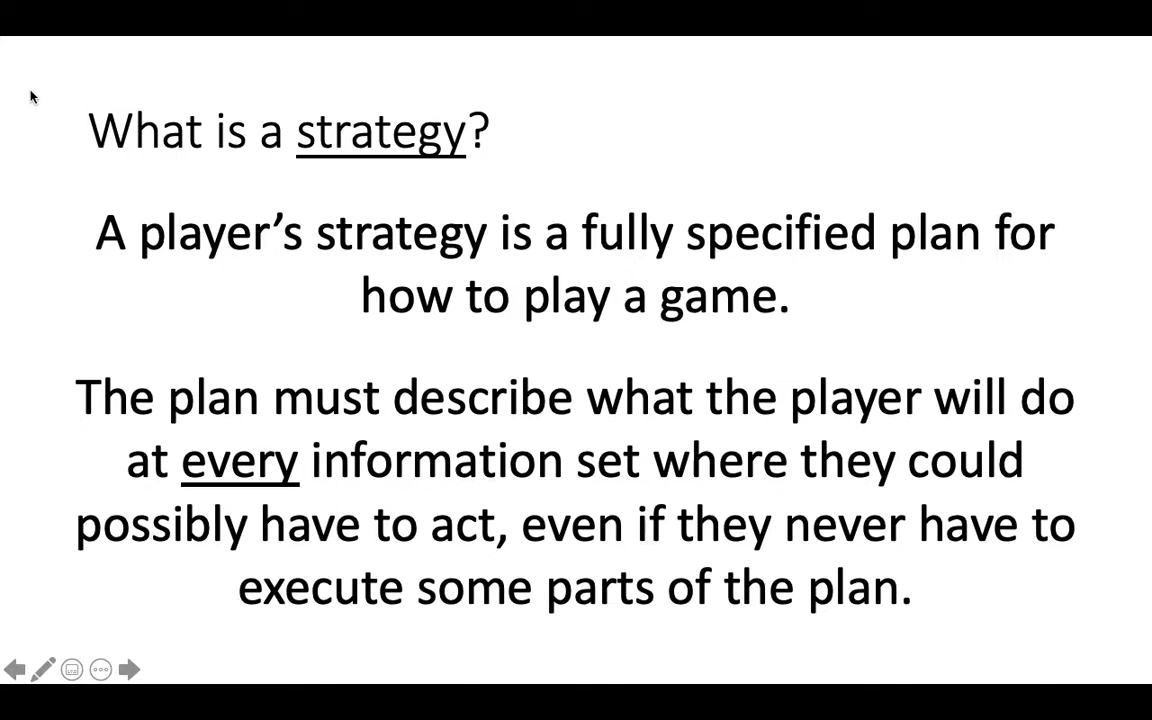 What is a strategy?
A player’s strategy is a fully specified plan for
how to play a game.
The plan must describe what the player will do
at every information set where they could
possibly have to act, even if they never have to
execute some parts of the plan.